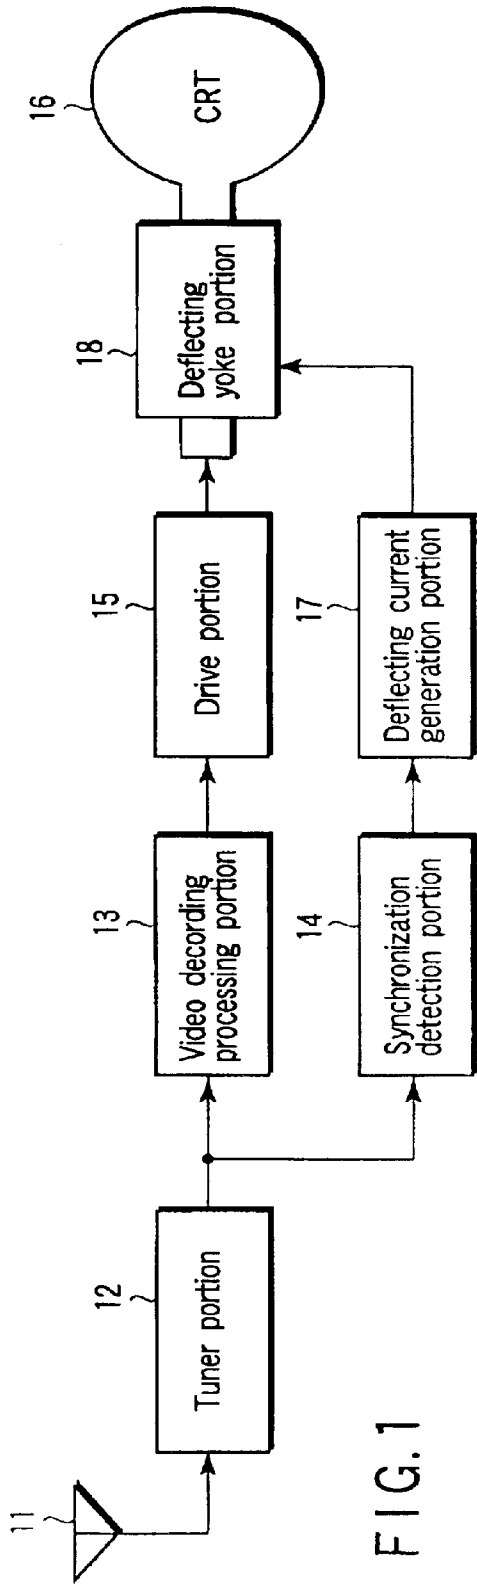 11
12
Tuner portion
13
Video decording
processing portion
14
Synchronization
detection portion
15
Drive portion
17
Deflecting current
generation portion
18
Deflecting
yoke portion
16
CRT
FIG. 1